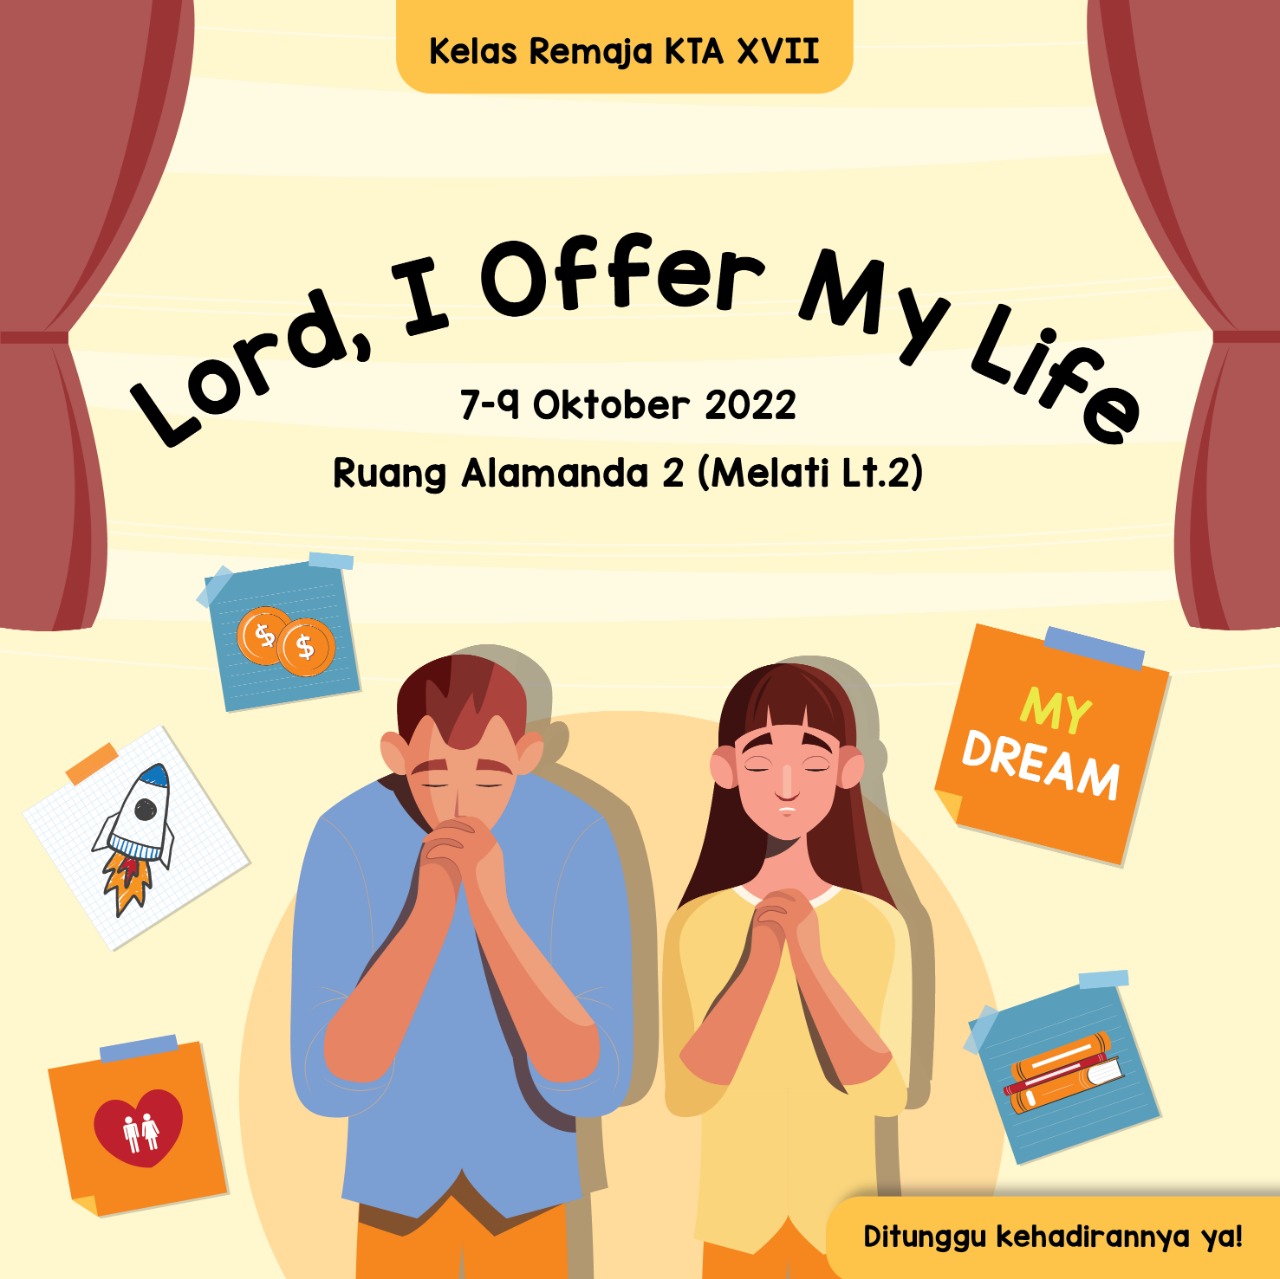 Kelas Remaja KTA XVII
Lord, I Offer My Life
7-9 Oktober 2022
Ruang Alamanda 2 (Melati Lt.2)
$ $
MY
DREAM
Ditunggu kehadirannya ya!